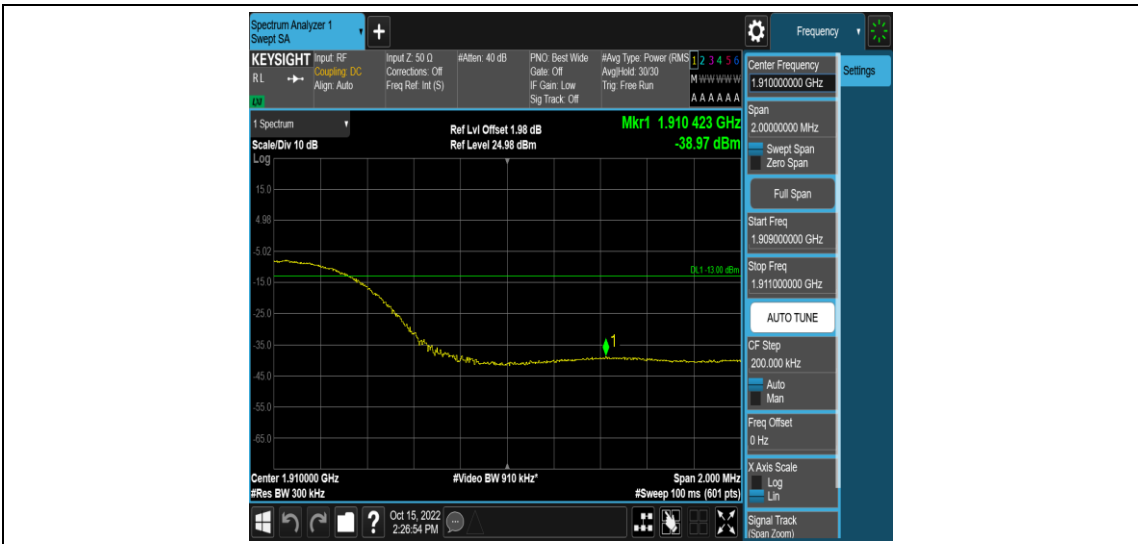 Spectrum Analyzer 1
Swept SA
+
Frequency
KEYSIGHT
RL
LXI
Input: RF
Coupling: DC
Align: Auto
Input Z: 50 Ω
Corrections: Off
Freq Ref: Int (S)
#Atten: 40 dB
PNO: Best Wide
Gate: Off
IF Gain: Low
Sig Track: Off
#Avg Type: Power (RMS
Avg|Hold: 30/30
Trig: Free Run
1 2 3 4 5 6
M W W W W W
A A A A A A
1 Spectrum
Scale/Div 10 dB
Log
Ref Lvl Offset 1.98 dB
Ref Level 24.98 dBm
Mkr1 1.910 423 GHz
-38.97 dBm
15.0
4.98
-5.02
-15.0
-25.0
-35.0
-45.0
-55.0
-65.0
DL1 -13.00 dBm
1
Center 1.910000 GHz
#Res BW 300 kHz
#Video BW 910 kHz*
Span 2.000 MHz
#Sweep 100 ms (601 pts)
?
Oct 15, 2022
2:26:54 PM
Settings
Center Frequency
1.910000000 GHz
Span
2.00000000 MHz
Swept Span
Zero Span
Full Span
Start Freq
1.909000000 GHz
Stop Freq
1.911000000 GHz
AUTO TUNE
CF Step
200.000 kHz
Auto
Man
Freq Offset
0 Hz
X Axis Scale
Log
Lin
Signal Track
(Span Zoom)